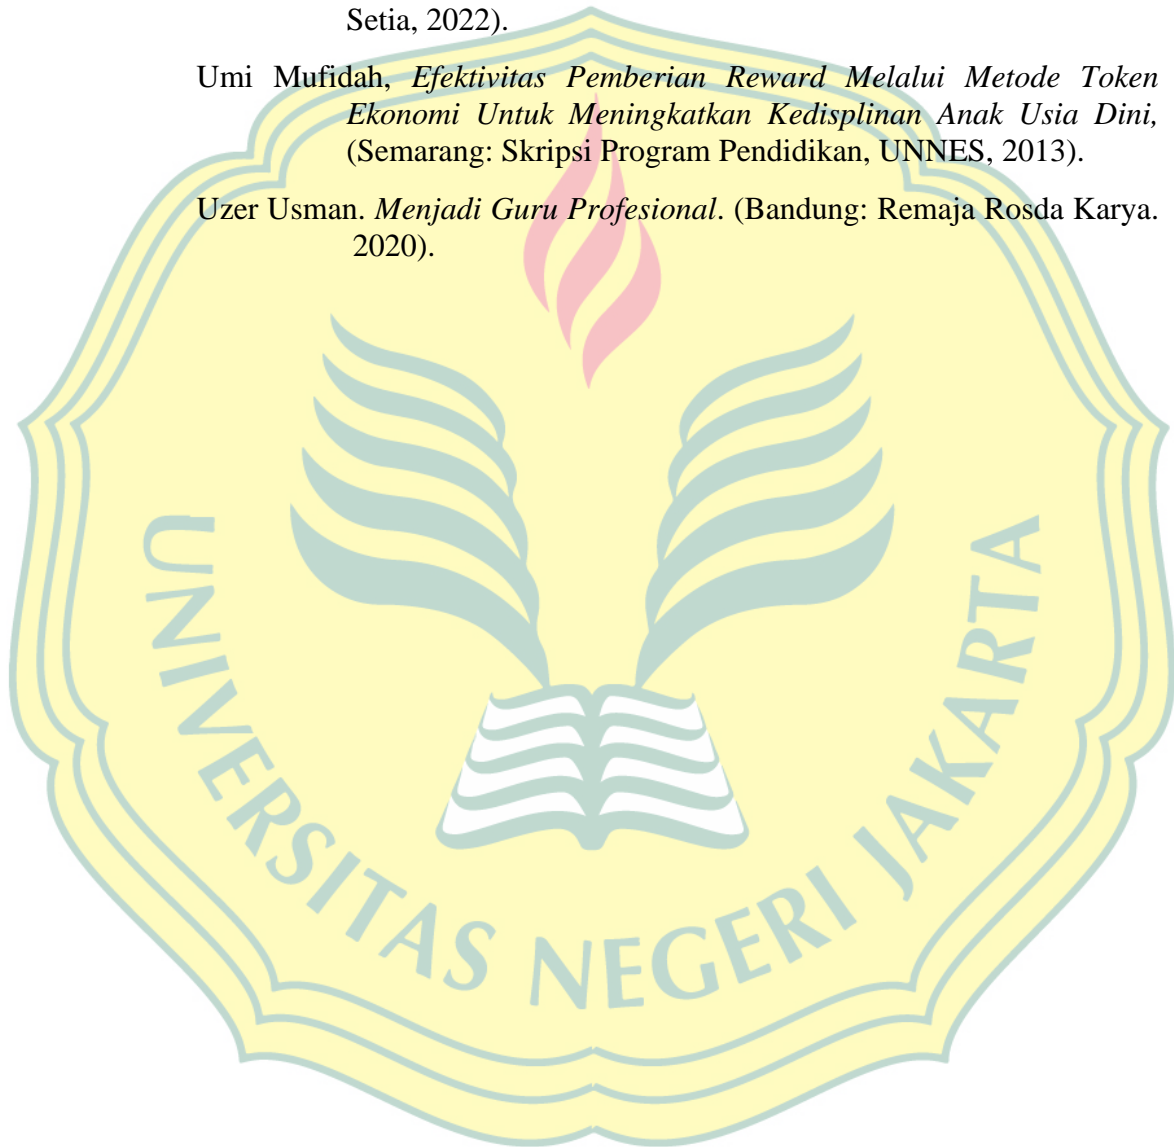 Setia, 2022).
Umi Mufidah, Efektivitas Pemberian Reward Melalui Metode Token
Ekonomi Untuk Meningkatkan Kedisplinan Anak Usia Dini,
(Semarang: Skripsi Program Pendidikan, UNNES, 2013).
Uzer Usman. Menjadi Guru Profesional. (Bandung: Remaja Rosda Karya.
2020).
UNIVERSITAS NEGERI JAKARTA